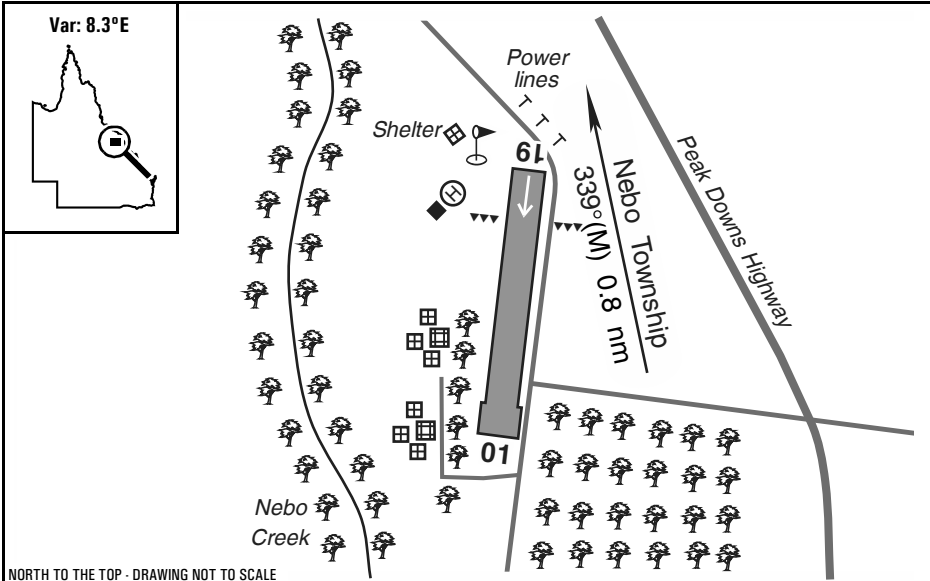 Var: 8.3ºE
Power
lines
T T T
Shelter
19
H
Nebo Township
339°(M) 0.8 nm
Peak Downs Highway
01
Nebo
Creek
NORTH TO THE TOP - DRAWING NOT TO SCALE